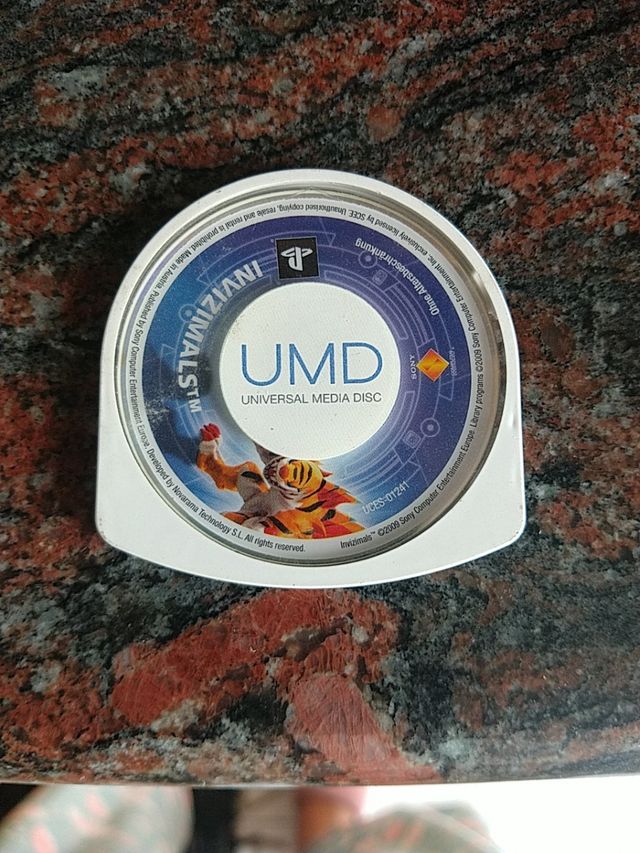 UMD
UNIVERSAL MEDIA DISC
INVIZIMALS™
Ohne Altersbeschränkung
SONY
UCES-01241
Invizimals™ ©2009 Sony Computer Entertainment Europe. Library programs ©2009 Sony Computer Entertainment Inc. exclusively licensed by SCEE. Unauthorised copying, resale and rental is prohibited. Made in Austria. Published by Sony Computer Entertainment Europe. Developed by Novarama Technology S.L. All rights reserved.